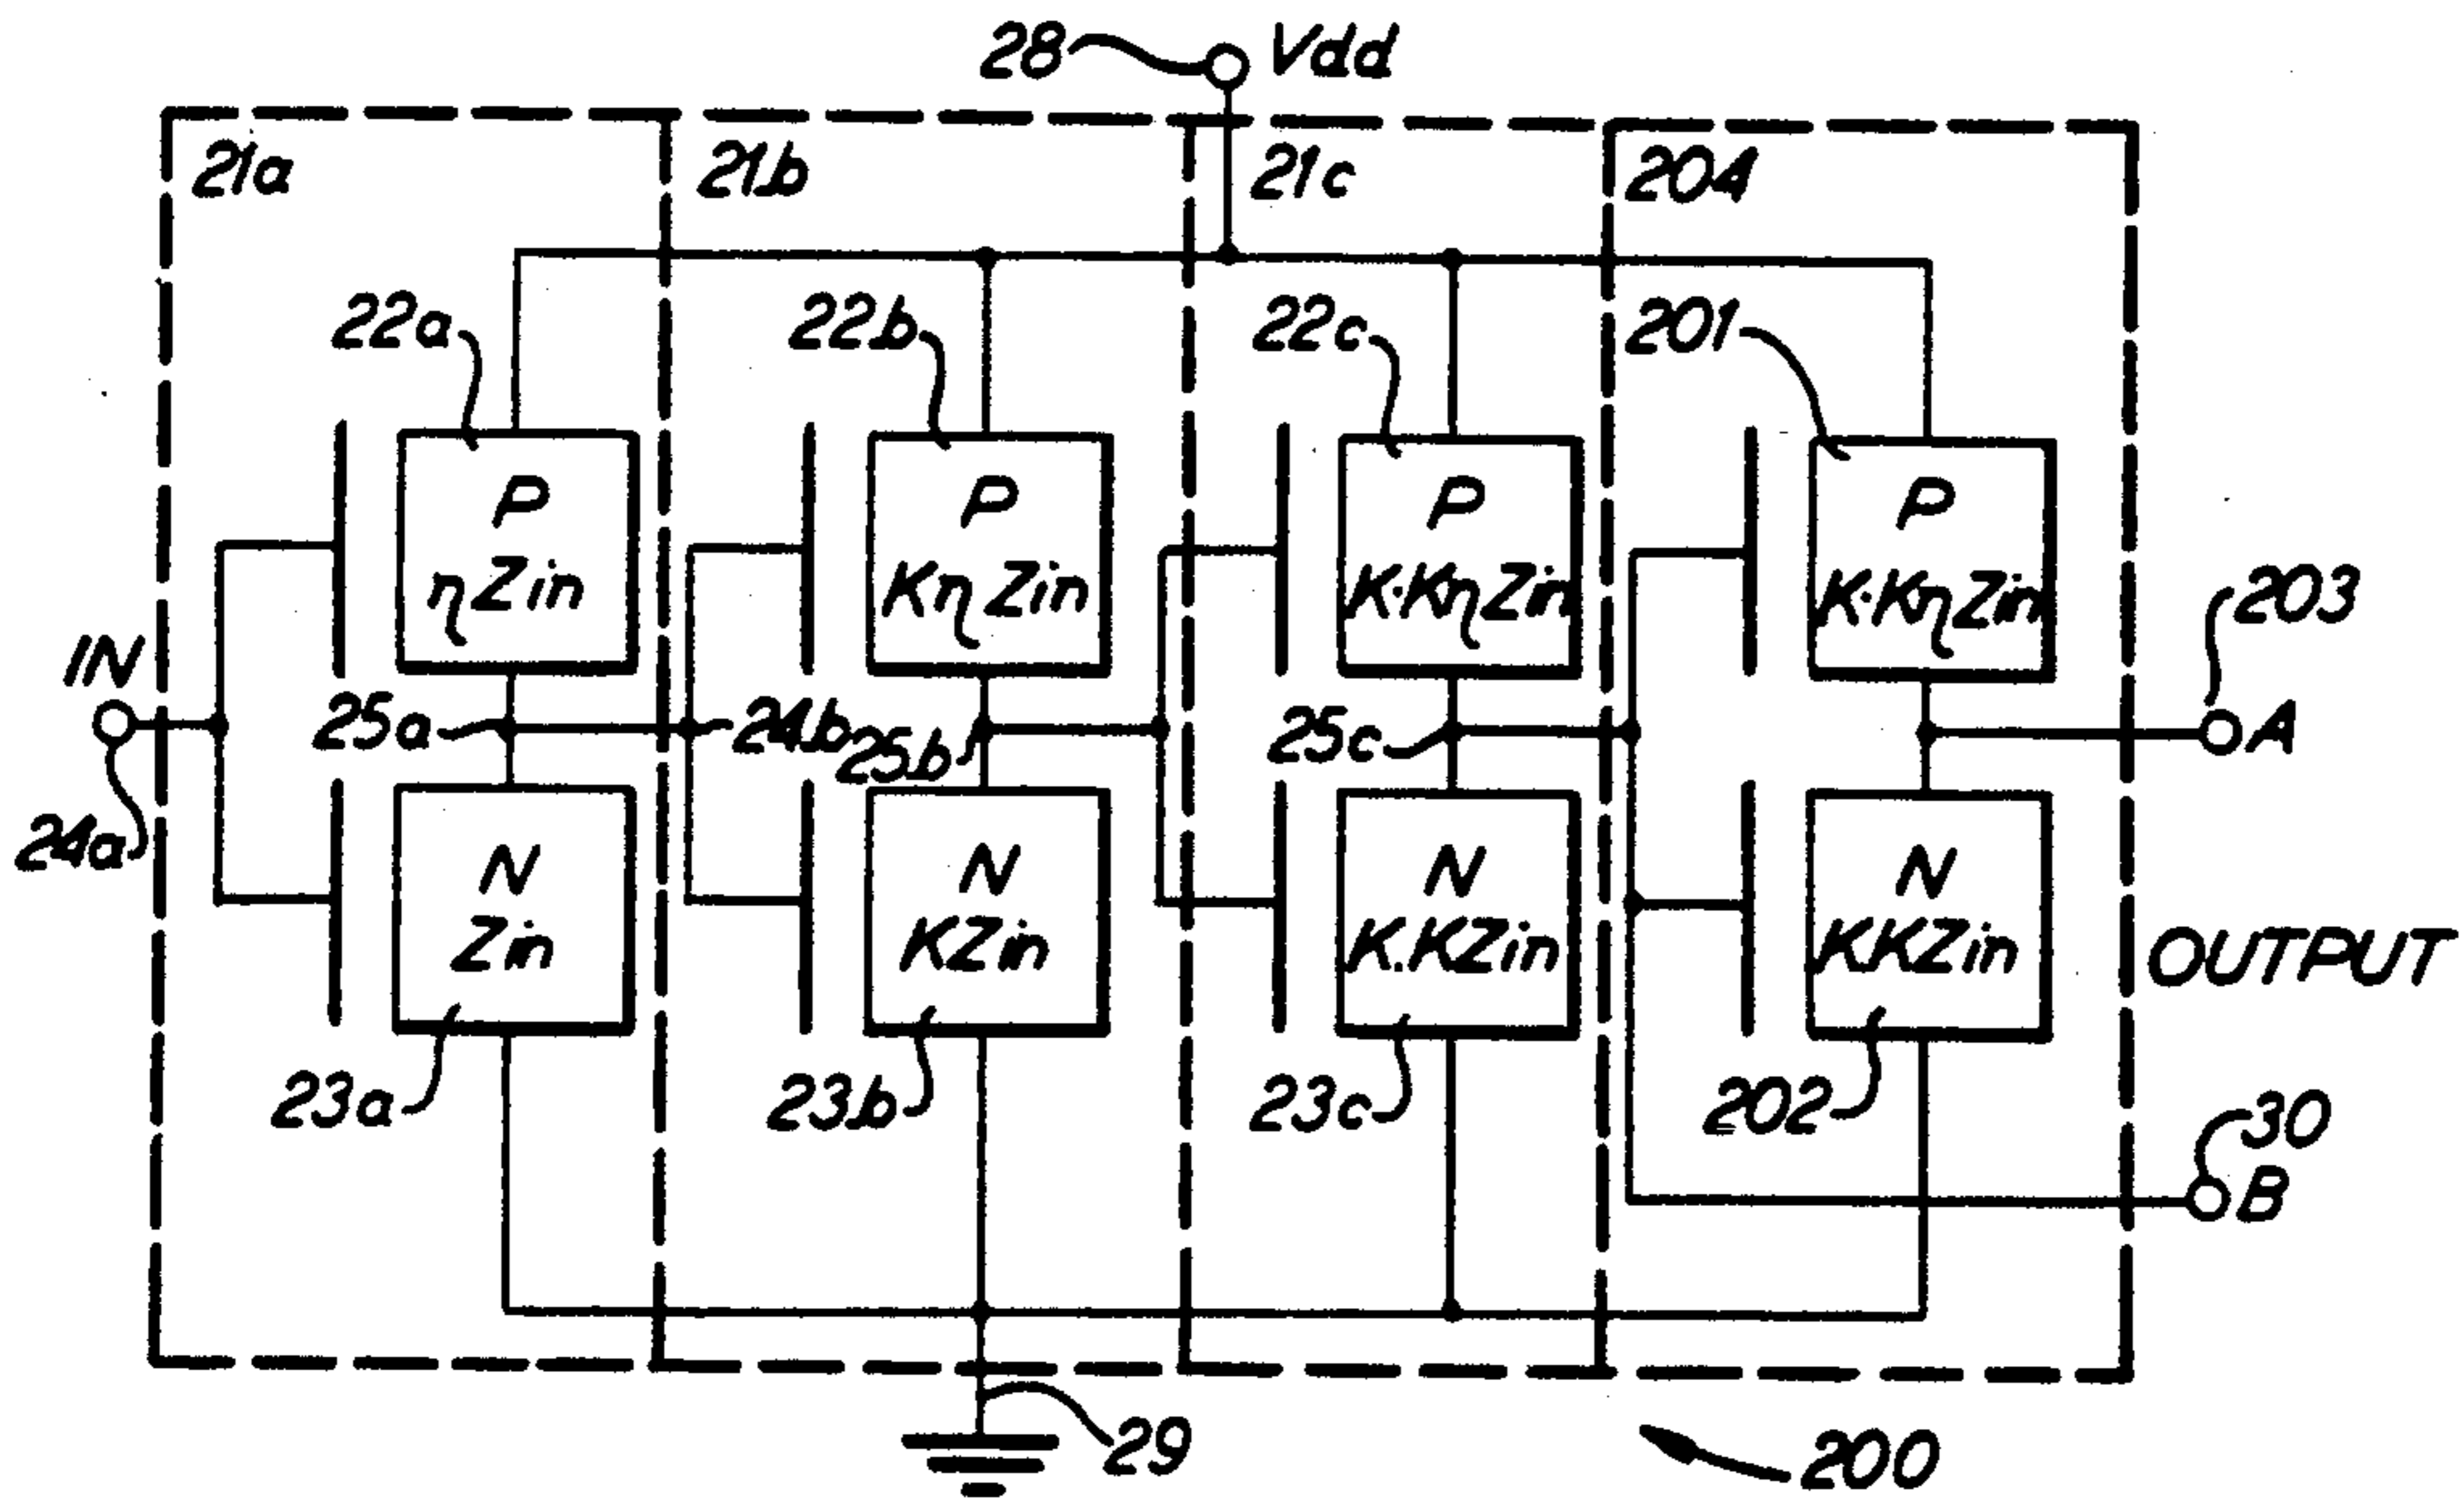 28 Vdd
21a 21b 21c 204
22a 22b 22c 201
P P P P
ηZin KηZin K·KηZin K·KηZin
203
IN
25a 24b 25b 25c A
24a
N N N N
Zin KZin K.KZin KKZin
OUTPUT
23a 23b 23c 202
30
B
29
200